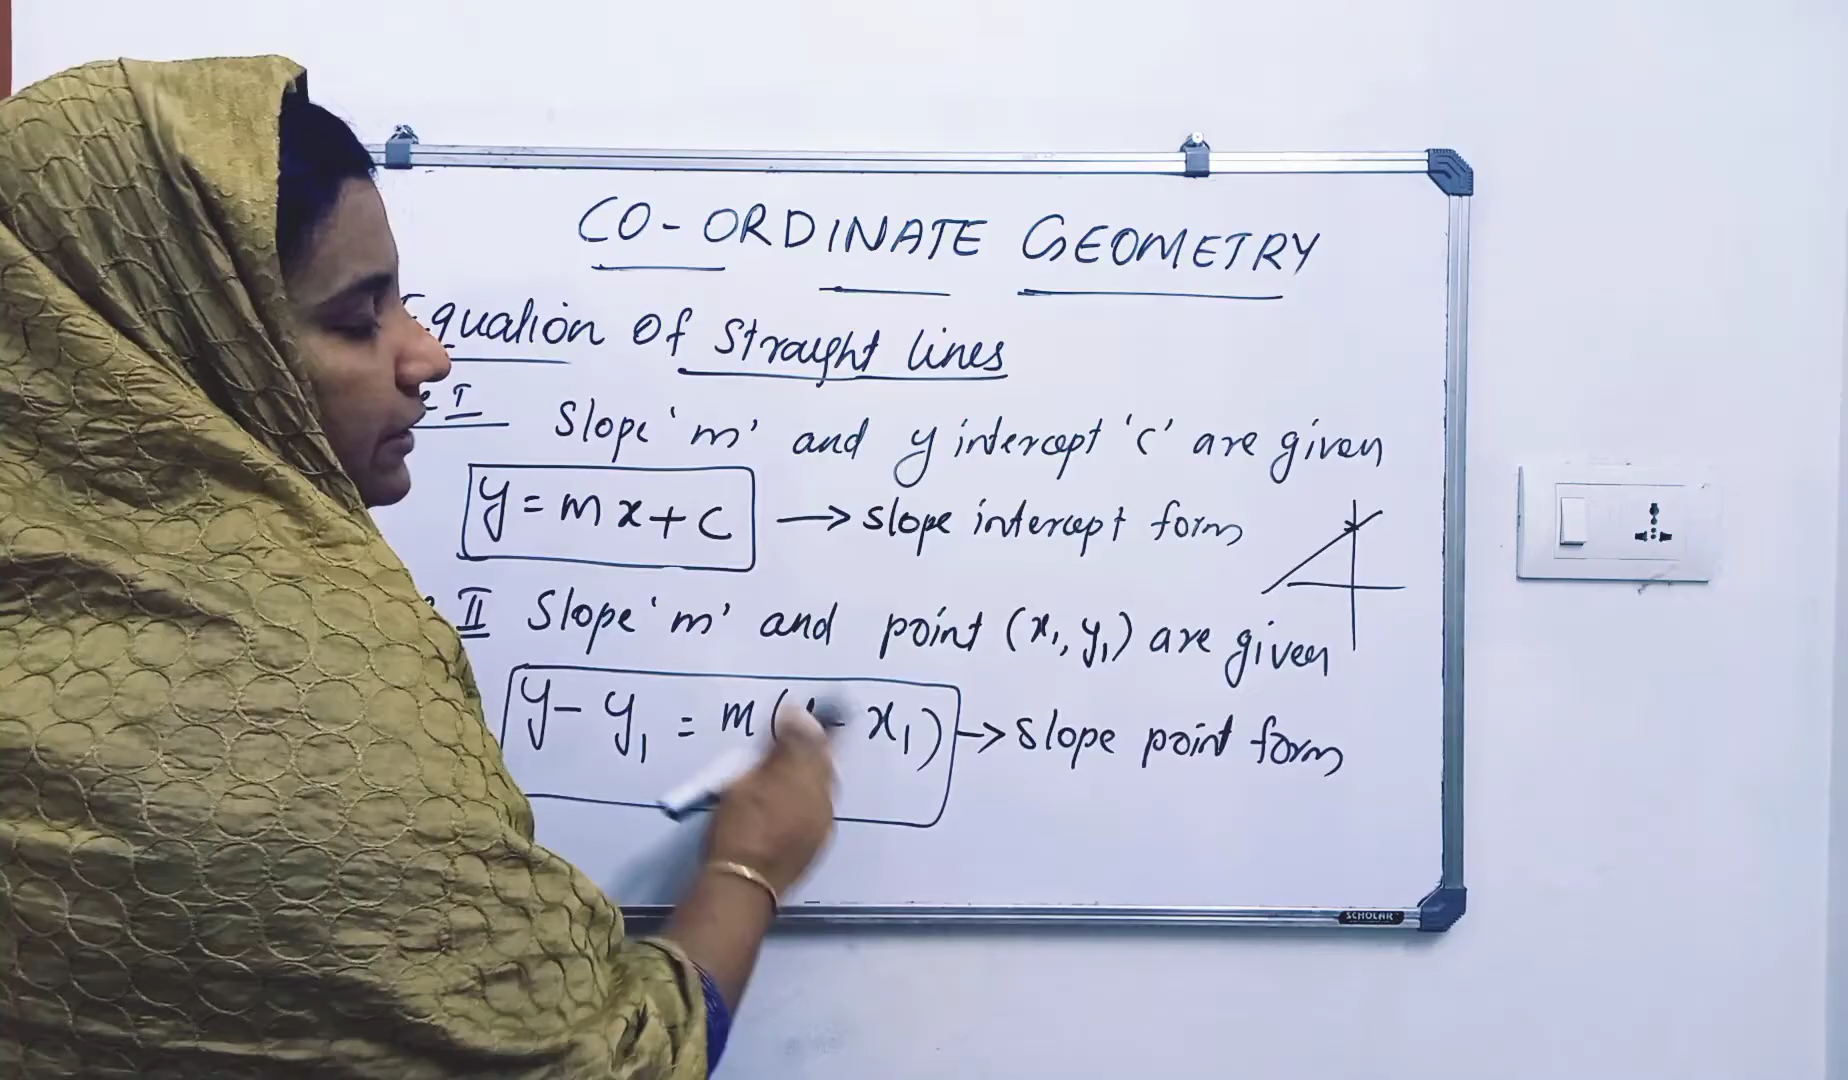 CO-ORDINATE GEOMETRY
Equation Of Straight lines
I Slope 'm' and y intercept 'c' are given
y = mx + c → slope intercept form
II Slope 'm' and point (x₁, y₁) are given
y - y₁ = m( - x₁) → slope point form
SCHOLAR